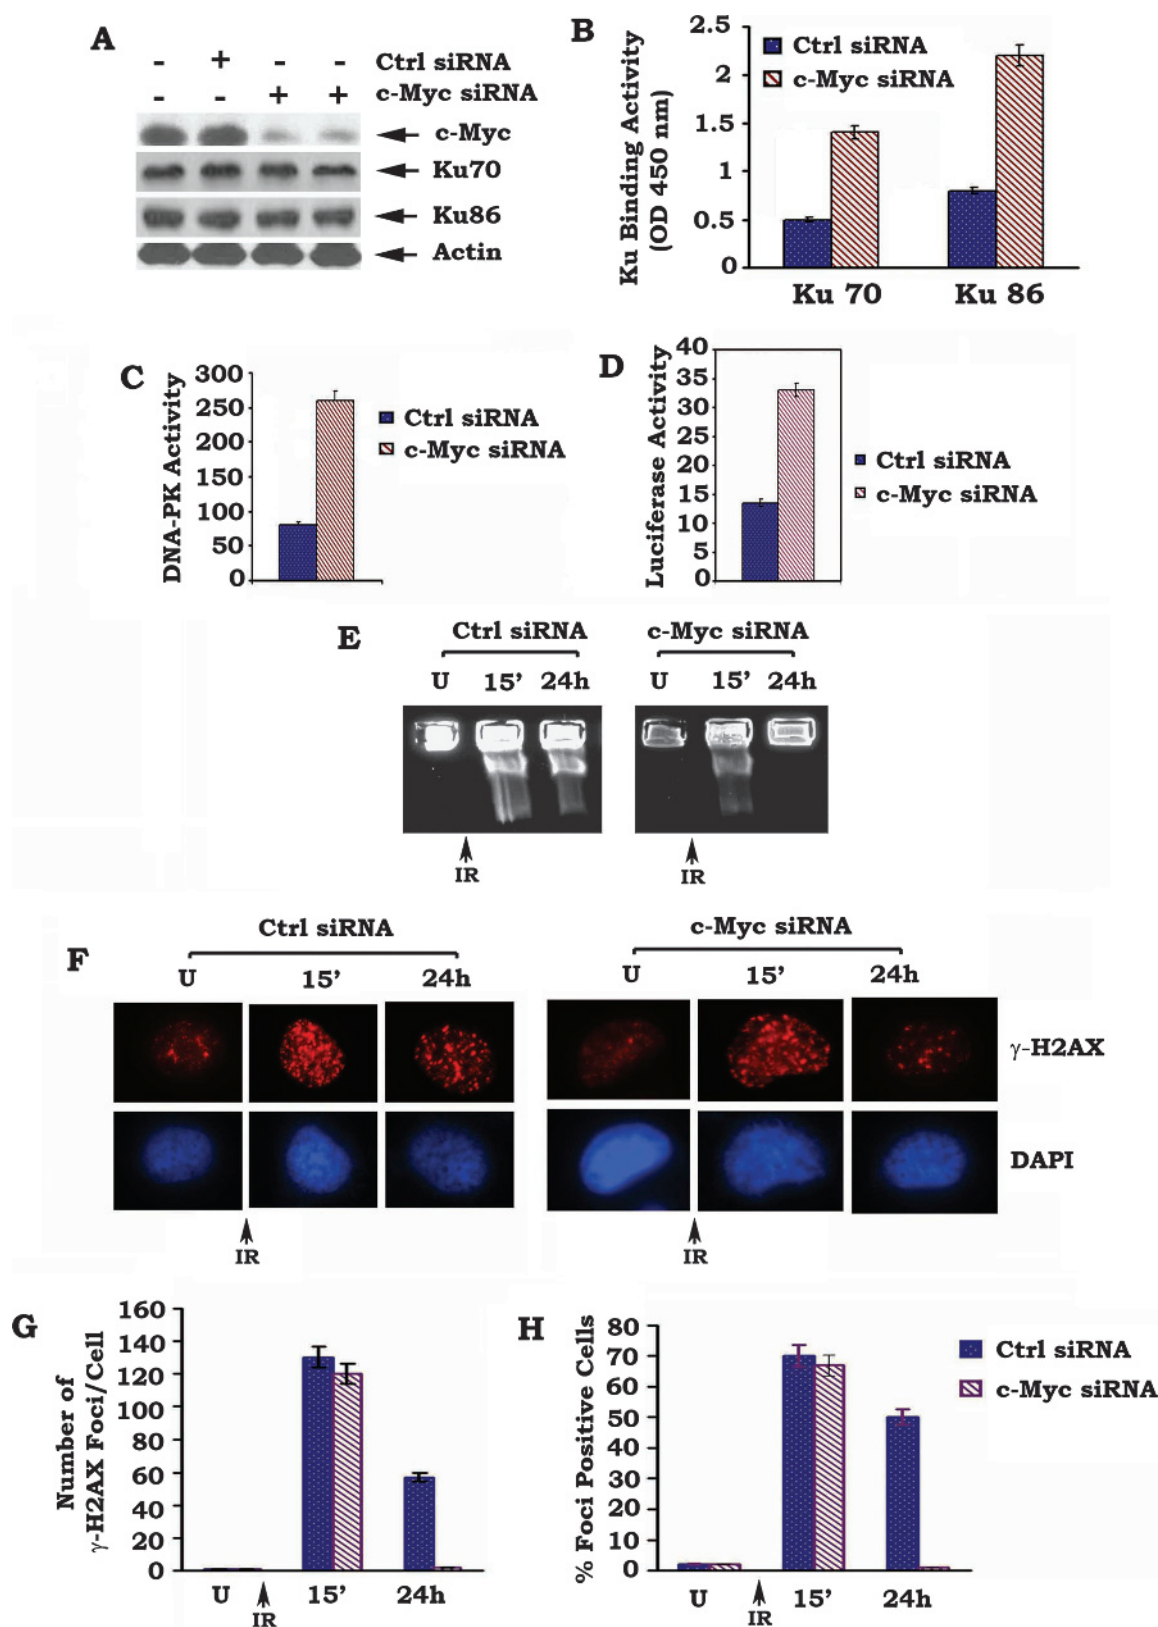 A
- + - - Ctrl siRNA
- - + + c-Myc siRNA
c-Myc
Ku70
Ku86
Actin
B
Ku Binding Activity
(OD 450 nm)
2.5
2
1.5
1
0.5
0
Ctrl siRNA
c-Myc siRNA
Ku 70 Ku 86
C
DNA-PK Activity
300
250
200
150
100
50
0
Ctrl siRNA
c-Myc siRNA
D
Luciferase Activity
40
35
30
25
20
15
10
5
0
Ctrl siRNA
c-Myc siRNA
E
Ctrl siRNA c-Myc siRNA
U 15’ 24h U 15’ 24h
IR IR
F
Ctrl siRNA c-Myc siRNA
U 15’ 24h U 15’ 24h
γ-H2AX
DAPI
IR IR
G
Number of
γ-H2AX Foci/Cell
160
140
120
100
80
60
40
20
0
U 15’ 24h
IR
H
% Foci Positive Cells
80
70
60
50
40
30
20
10
0
Ctrl siRNA
c-Myc siRNA
U 15’ 24h
IR